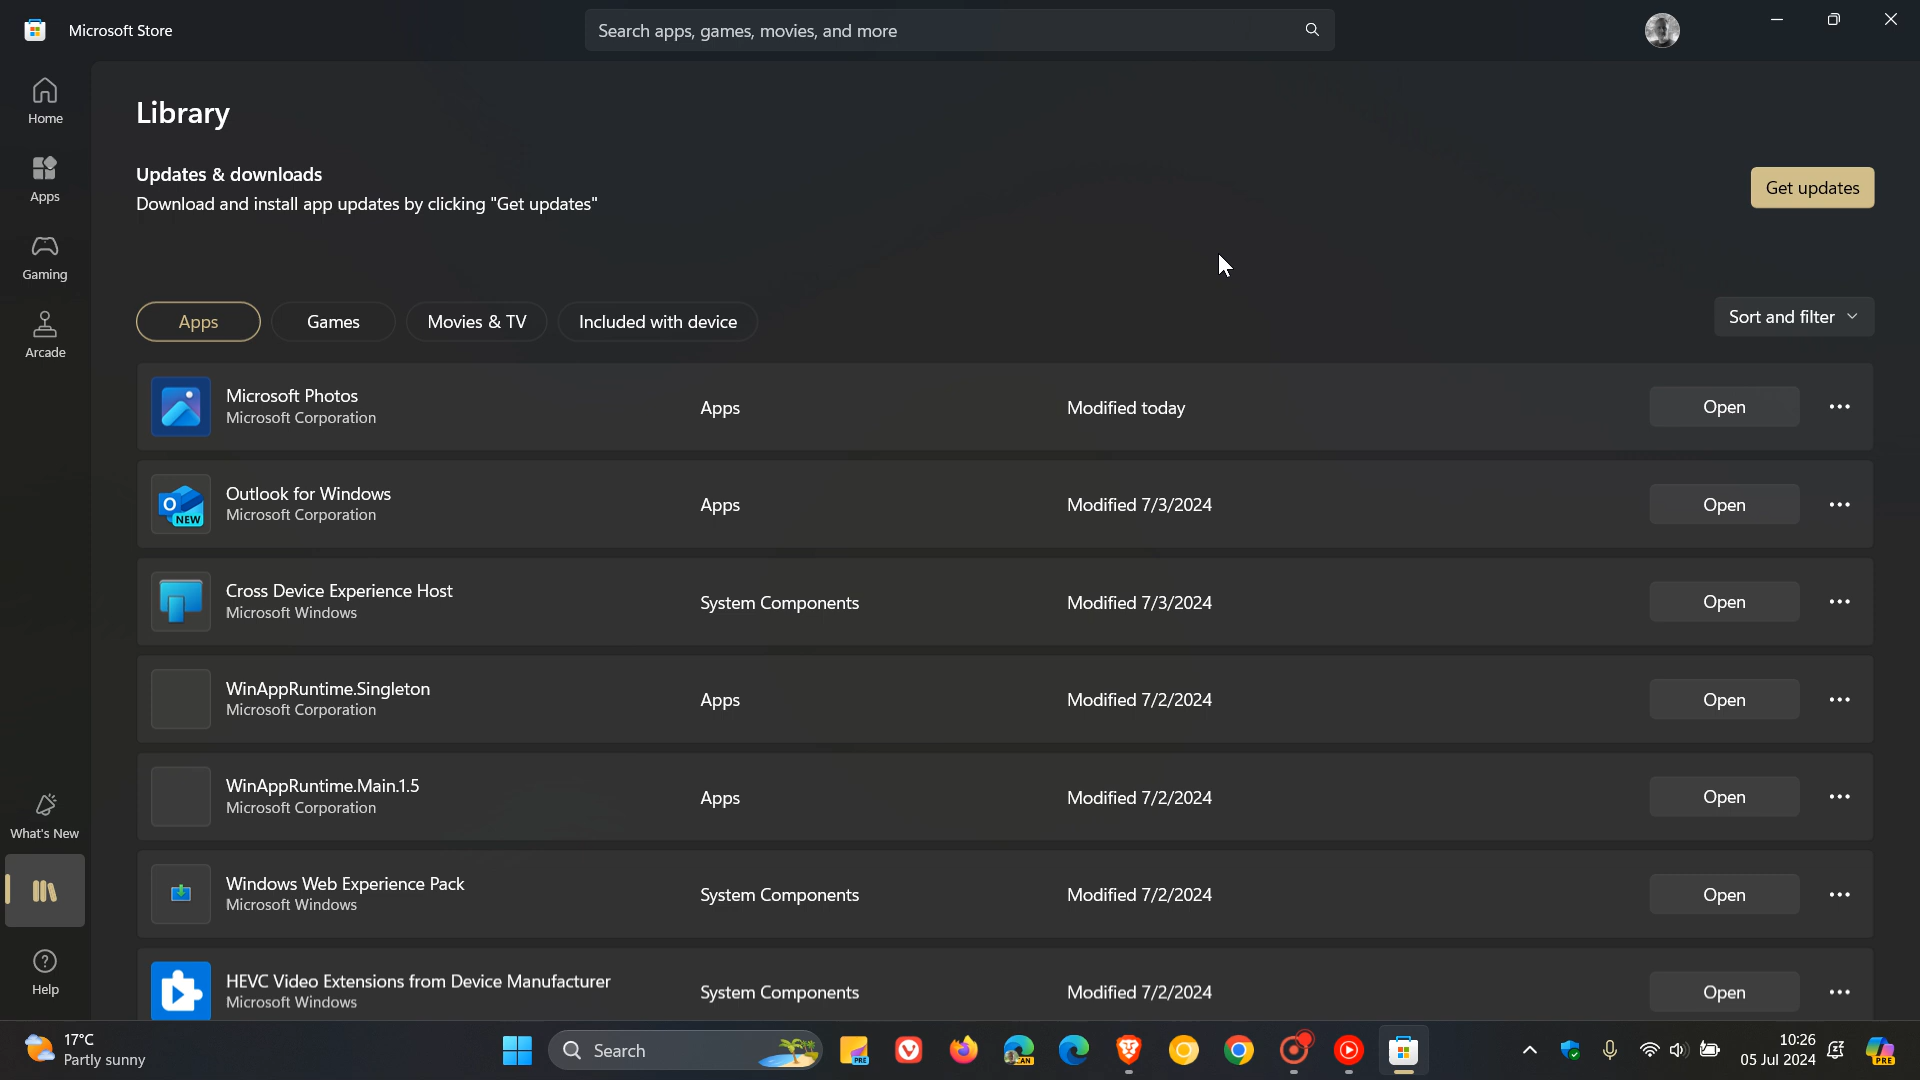 Microsoft Store
Search apps, games, movies, and more
Home
Apps
Gaming
Arcade
What's New
Help
Library
Updates & downloads
Download and install app updates by clicking "Get updates"
Get updates
Apps
Games
Movies & TV
Included with device
Sort and filter
Microsoft Photos
Microsoft Corporation
Apps
Modified today
Open
Outlook for Windows
Microsoft Corporation
Apps
Modified 7/3/2024
Open
O
NEW
Cross Device Experience Host
Microsoft Windows
System Components
Modified 7/3/2024
Open
WinAppRuntime.Singleton
Microsoft Corporation
Apps
Modified 7/2/2024
Open
WinAppRuntime.Main.1.5
Microsoft Corporation
Apps
Modified 7/2/2024
Open
Windows Web Experience Pack
Microsoft Windows
System Components
Modified 7/2/2024
Open
HEVC Video Extensions from Device Manufacturer
Microsoft Windows
System Components
Modified 7/2/2024
Open
17°C
Partly sunny
Search
PRE
CAN
10:26
05 Jul 2024
PRE